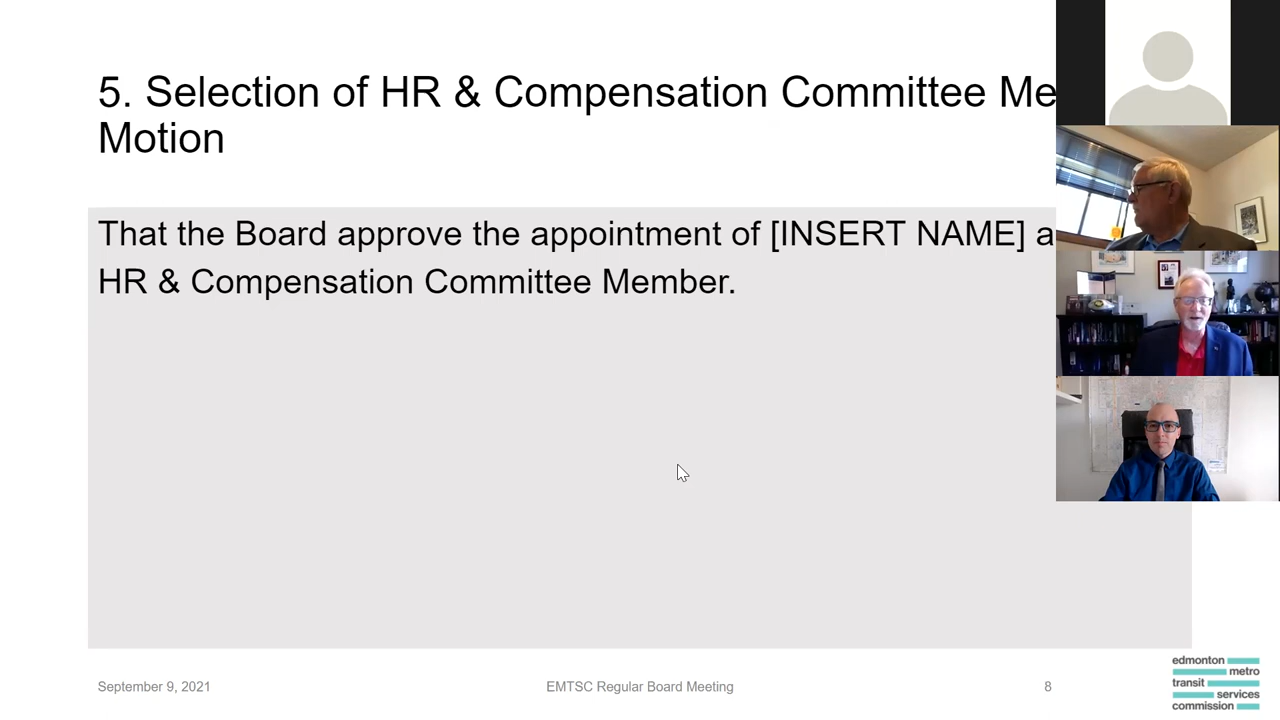 5. Selection of HR & Compensation Committee Me
Motion
That the Board approve the appointment of [INSERT NAME] a
HR & Compensation Committee Member.
September 9, 2021
EMTSC Regular Board Meeting
8
edmonton
metro
transit
services
commission